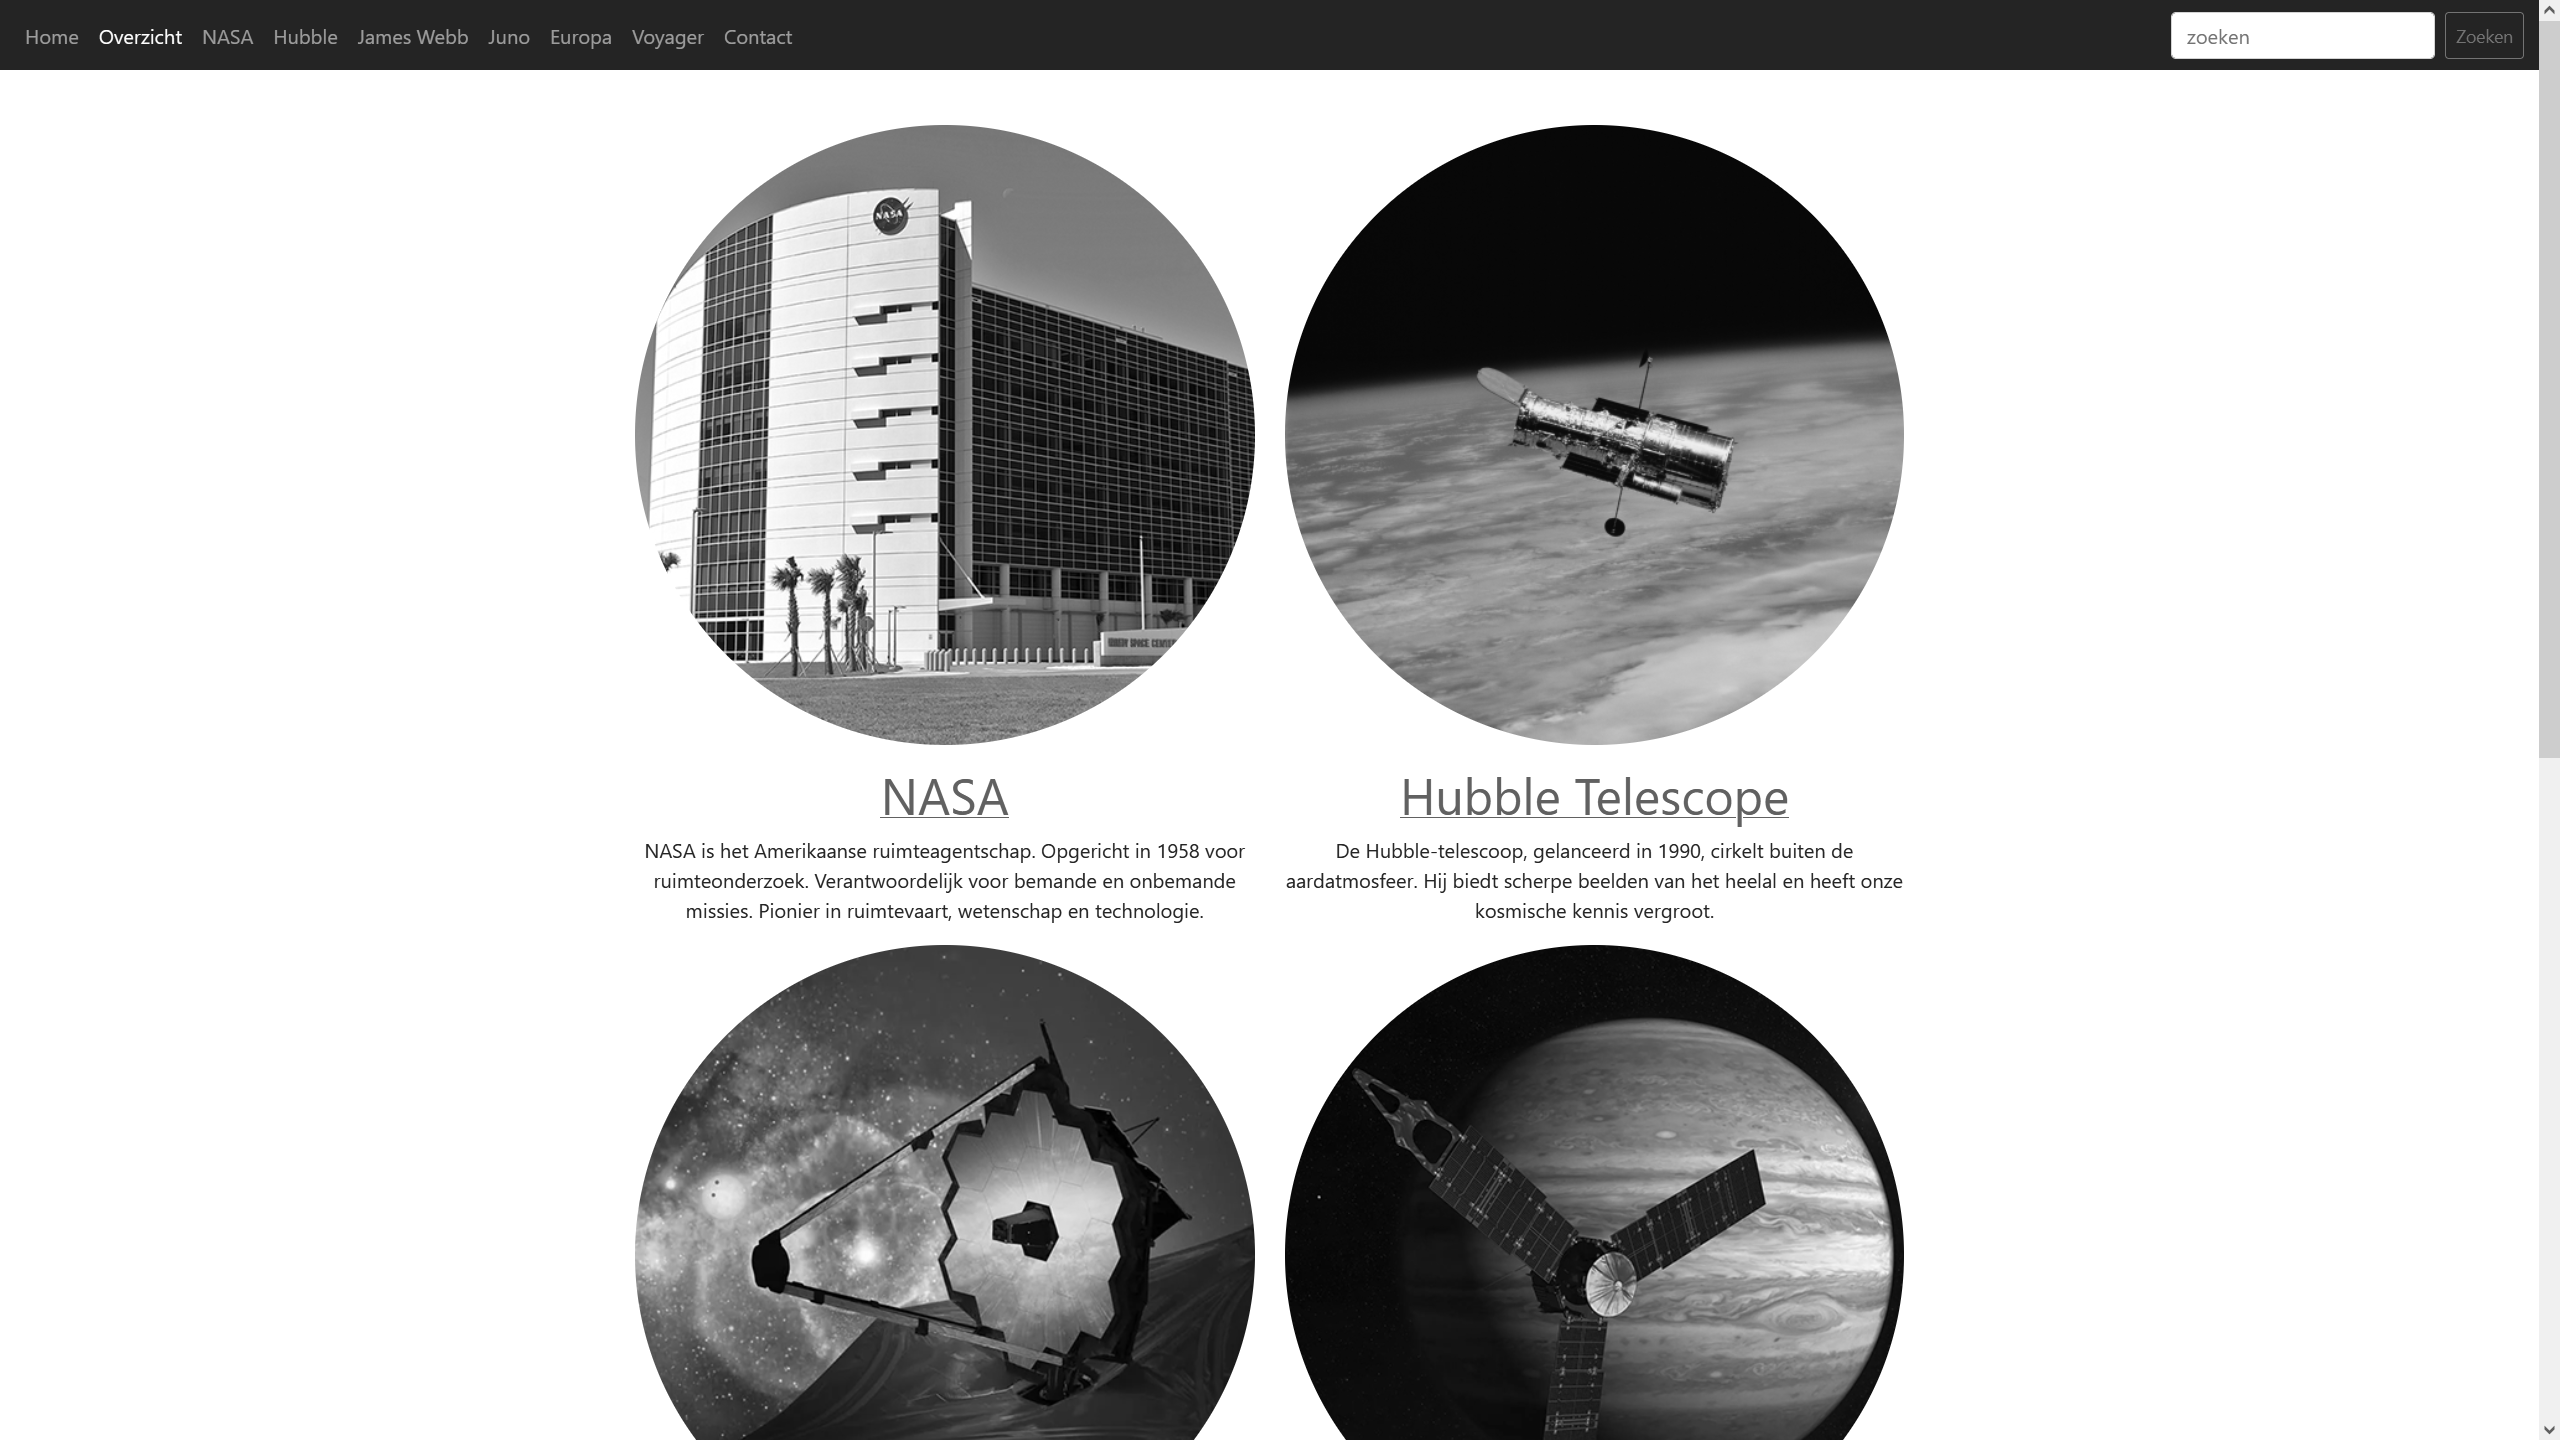 Home Overzicht NASA Hubble James Webb Juno Europa Voyager Contact zoeken Zoeken
NASA
NASA
NASA is het Amerikaanse ruimteagentschap. Opgericht in 1958 voor
ruimteonderzoek. Verantwoordelijk voor bemande en onbemande
missies. Pionier in ruimtevaart, wetenschap en technologie.
Hubble Telescope
De Hubble-telescoop, gelanceerd in 1990, cirkelt buiten de
aardatmosfeer. Hij biedt scherpe beelden van het heelal en heeft onze
kosmische kennis vergroot.